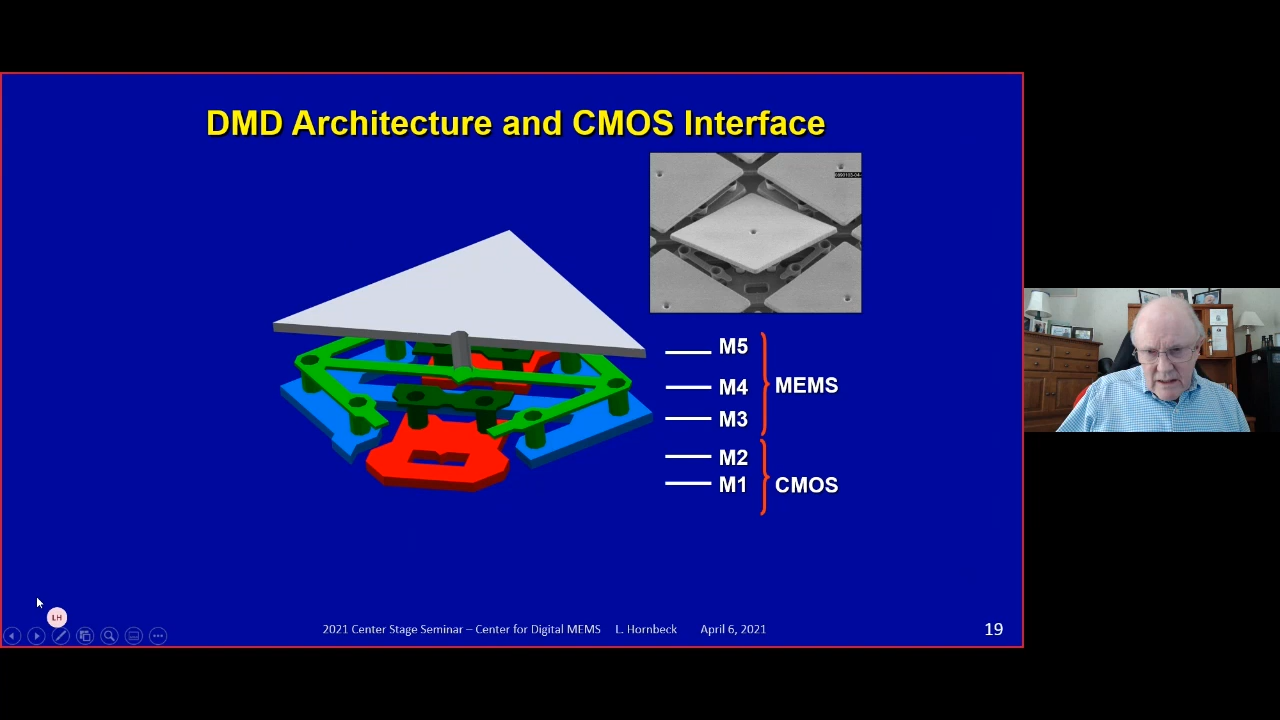 DMD Architecture and CMOS Interface
M5
M4
MEMS
M3
M2
M1
CMOS
LH
2021 Center Stage Seminar – Center for Digital MEMS L. Hornbeck April 6, 2021
19